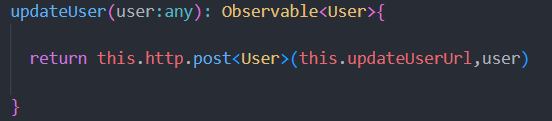 updateUser(user:any): Observable<User>{
return this.http.post<User>(this.updateUserUrl,user)
}